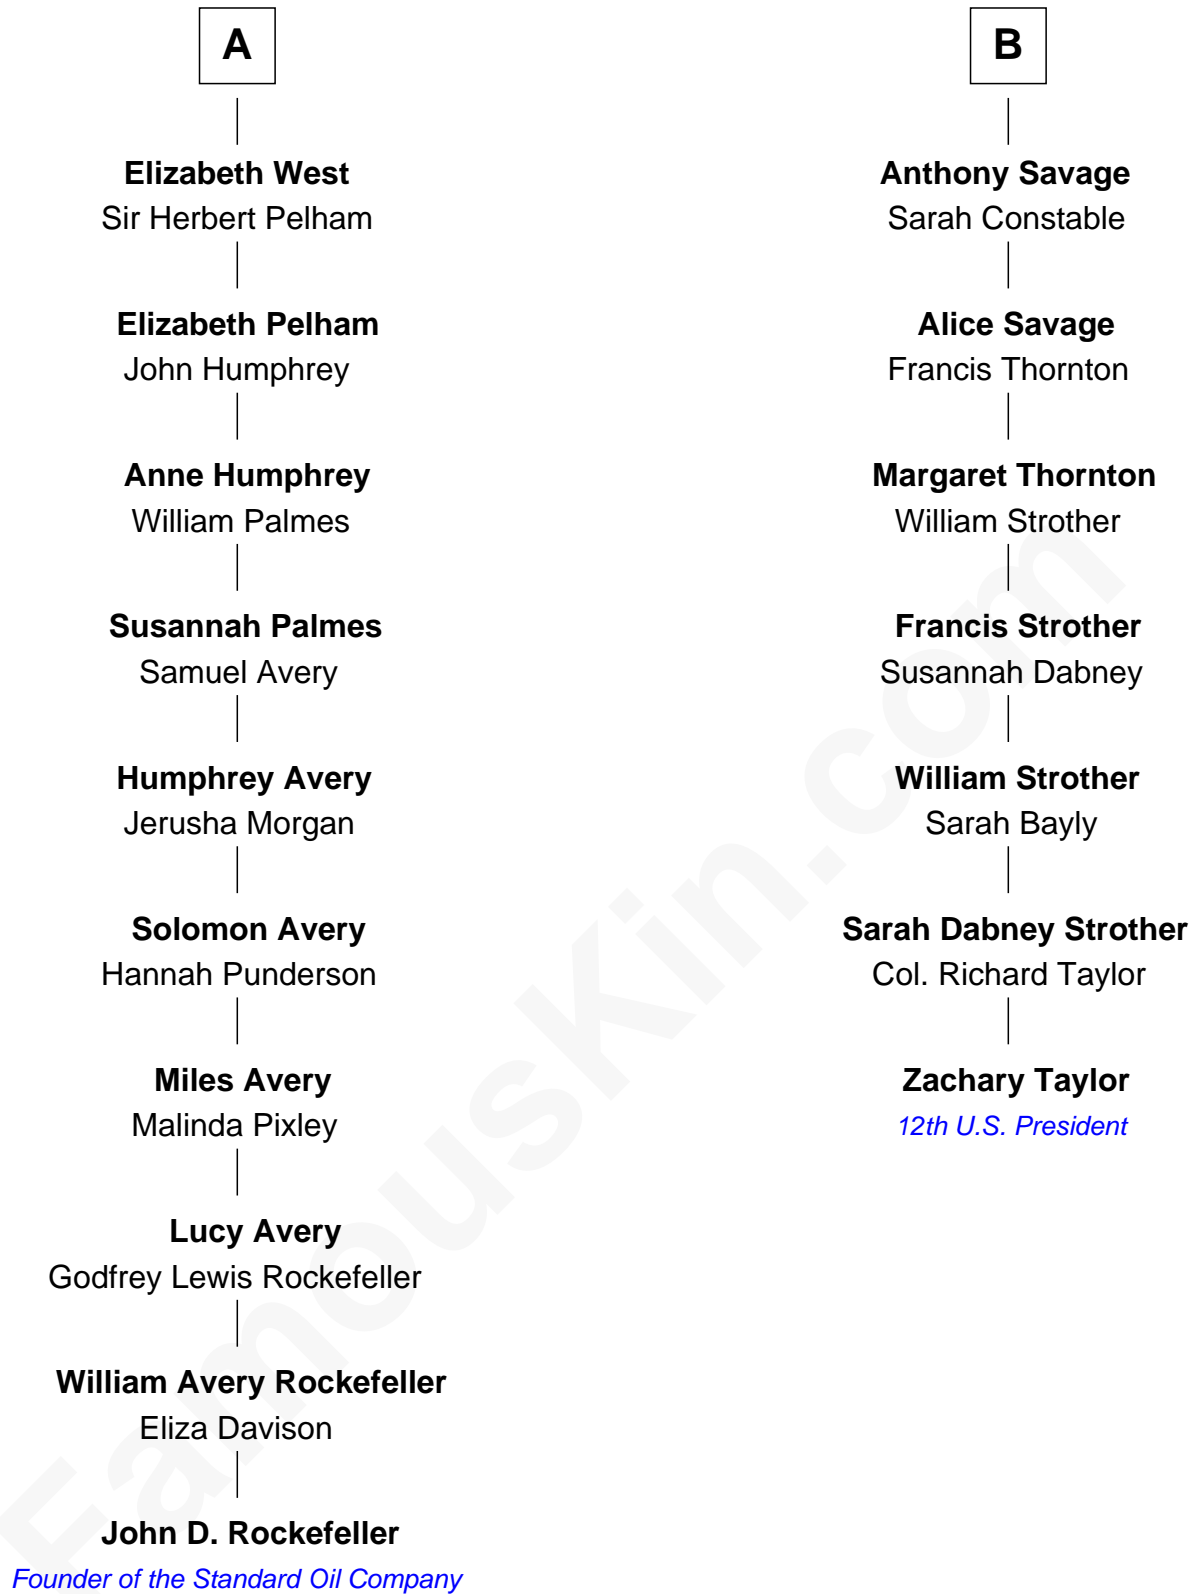 A
Elizabeth West
Sir Herbert Pelham
Elizabeth Pelham
John Humphrey
Anne Humphrey
William Palmes
Susannah Palmes
Samuel Avery
Humphrey Avery
Jerusha Morgan
Solomon Avery
Hannah Punderson
Miles Avery
Malinda Pixley
Lucy Avery
Godfrey Lewis Rockefeller
William Avery Rockefeller
Eliza Davison
John D. Rockefeller
Founder of the Standard Oil Company
B
Anthony Savage
Sarah Constable
Alice Savage
Francis Thornton
Margaret Thornton
William Strother
Francis Strother
Susannah Dabney
William Strother
Sarah Bayly
Sarah Dabney Strother
Col. Richard Taylor
Zachary Taylor
12th U.S. President
FamousKin.com